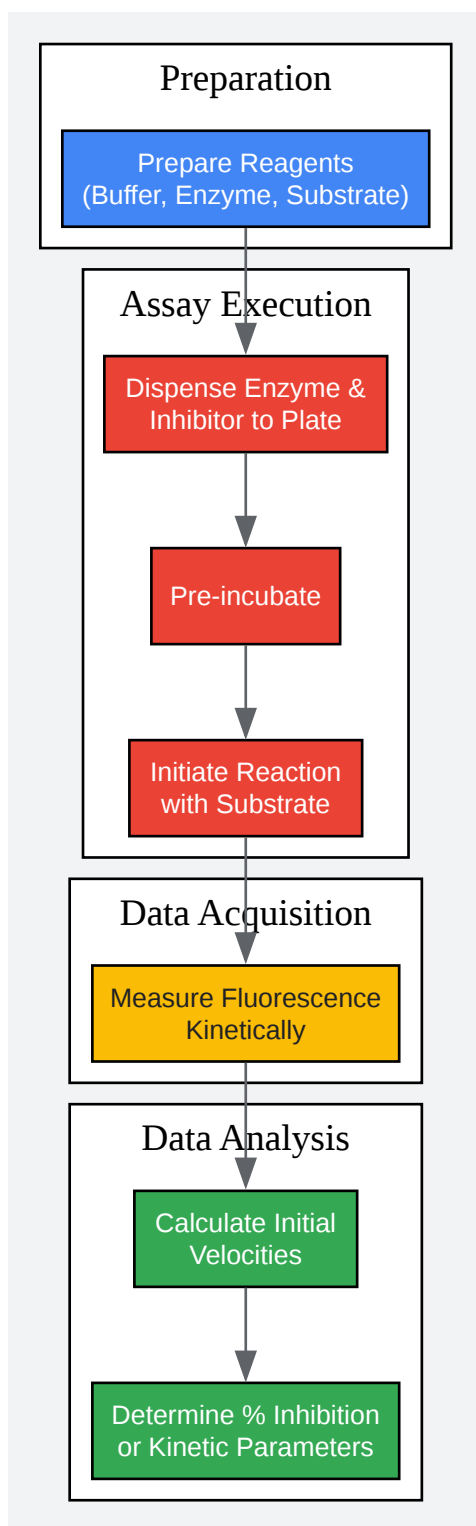 Preparation
Prepare Reagents
(Buffer, Enzyme, Substrate)
Assay Execution
Dispense Enzyme &
Inhibitor to Plate
Pre-incubate
Initiate Reaction
with Substrate
Data Acquisition
Measure Fluorescence
Kinetically
Data Analysis
Calculate Initial
Velocities
Determine % Inhibition
or Kinetic Parameters